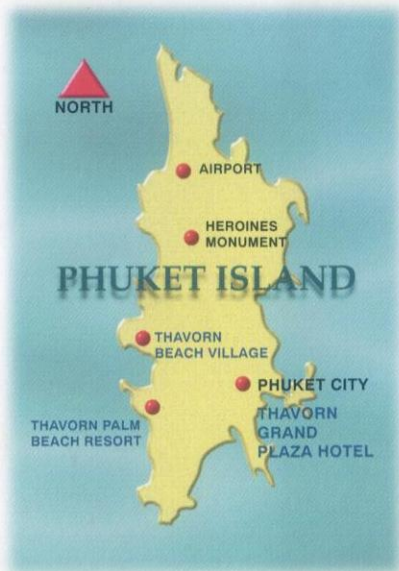 NORTH
AIRPORT
HEROINES
MONUMENT
PHUKET ISLAND
THAVORN
BEACH VILLAGE
PHUKET CITY
THAVORN PALM
BEACH RESORT
THAVORN
GRAND
PLAZA HOTEL